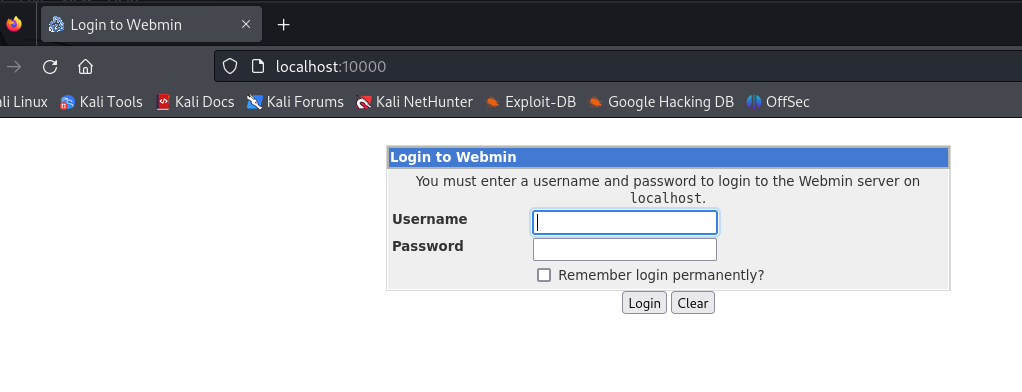 Login to Webmin
localhost:10000
ali Linux Kali Tools Kali Docs Kali Forums Kali NetHunter Exploit-DB Google Hacking DB OffSec
Login to Webmin
You must enter a username and password to login to the Webmin server on
localhost.
Username
Password
Remember login permanently?
Login Clear